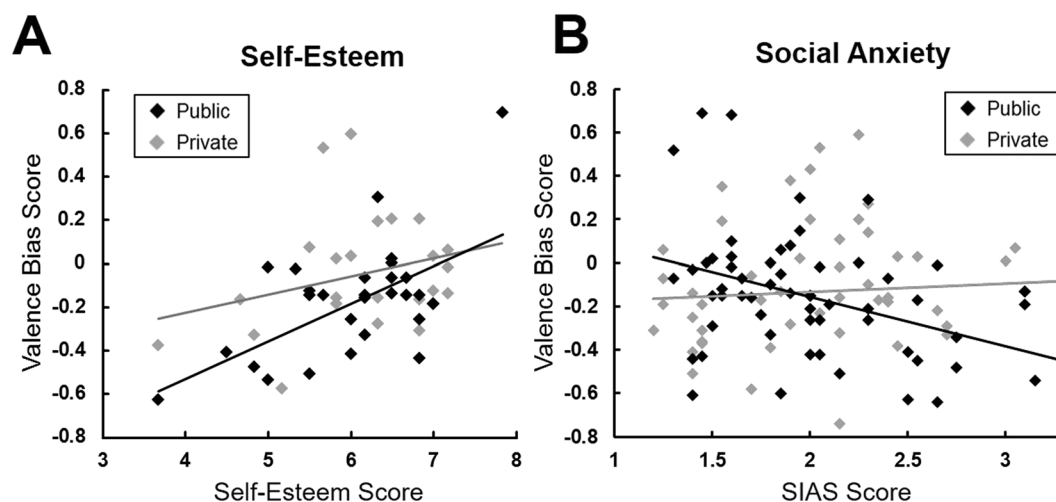 A
Self-Esteem
Valence Bias Score
0.8
0.6
0.4
0.2
0
-0.2
-0.4
-0.6
-0.8
Public
Private
3
4
5
6
7
8
Self-Esteem Score
B
Social Anxiety
Valence Bias Score
0.8
0.6
0.4
0.2
0
-0.2
-0.4
-0.6
-0.8
Public
Private
1
1.5
2
2.5
3
SIAS Score